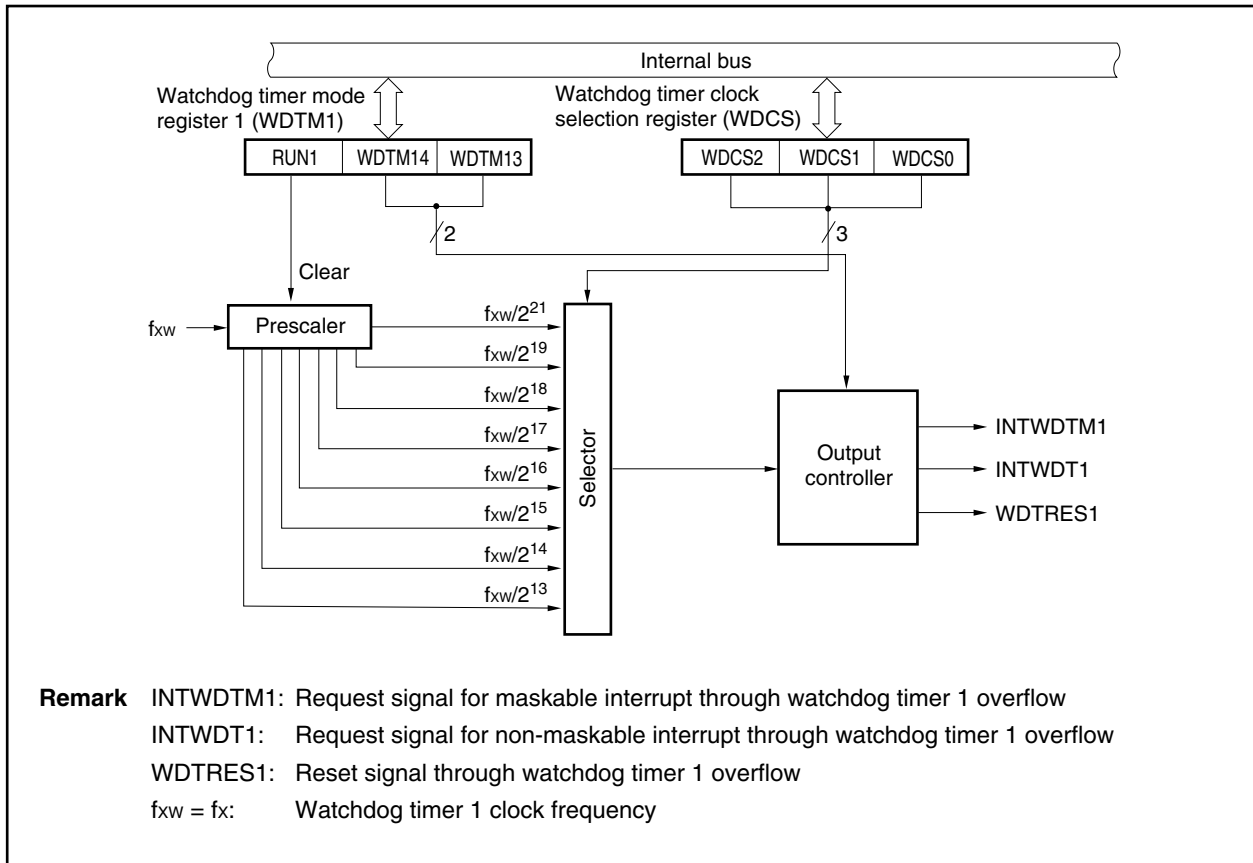 Internal bus
Watchdog timer mode
register 1 (WDTM1)
Watchdog timer clock
selection register (WDCS)
RUN1 WDTM14 WDTM13
WDCS2 WDCS1 WDCS0
2
3
Clear
fxw
Prescaler
fxw/2^21
fxw/2^19
fxw/2^18
fxw/2^17
fxw/2^16
fxw/2^15
fxw/2^14
fxw/2^13
Selector
Output
controller
INTWDTM1
INTWDT1
WDTRES1
Remark INTWDTM1: Request signal for maskable interrupt through watchdog timer 1 overflow
INTWDT1: Request signal for non-maskable interrupt through watchdog timer 1 overflow
WDTRES1: Reset signal through watchdog timer 1 overflow
fxw = fx: Watchdog timer 1 clock frequency